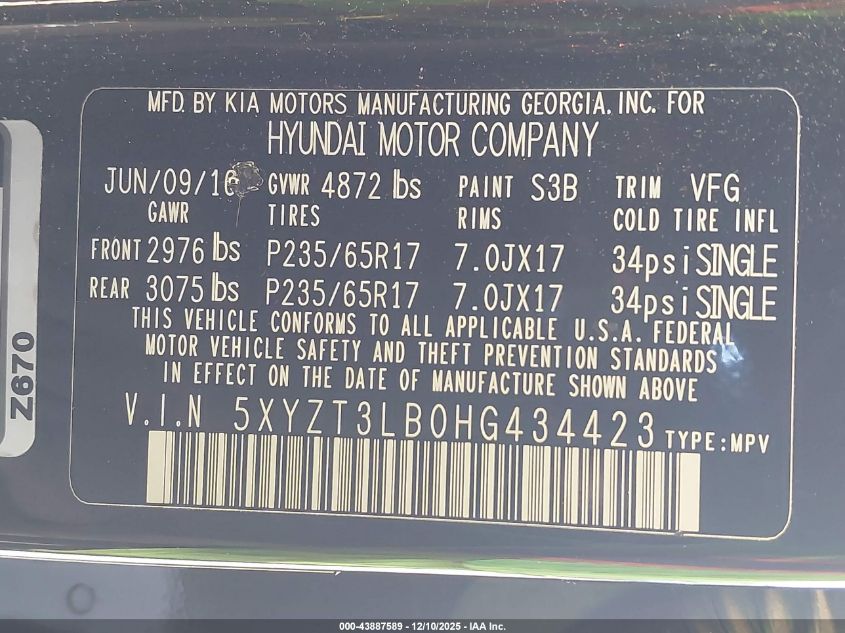 MFD. BY KIA MOTORS MANUFACTURING GEORGIA, INC. FOR
HYUNDAI MOTOR COMPANY
JUN/09/16 GVWR 4872 lbs PAINT S3B TRIM VFG
GAWR TIRES RIMS COLD TIRE INFL
FRONT 2976 lbs P235/65R17 7.0JX17 34psi SINGLE
REAR 3075 lbs P235/65R17 7.0JX17 34psi SINGLE
THIS VEHICLE CONFORMS TO ALL APPLICABLE U.S.A. FEDERAL
MOTOR VEHICLE SAFETY AND THEFT PREVENTION STANDARDS
IN EFFECT ON THE DATE OF MANUFACTURE SHOWN ABOVE
V.I.N 5XYZT3LB0HG434423 TYPE:MPV
Z670
000-43887589 — 12/10/2025 — IAA Inc.